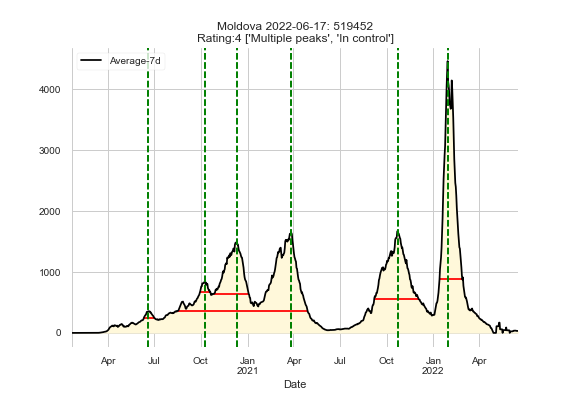 Moldova 2022-06-17: 519452
Rating:4 ['Multiple peaks', 'In control']
Average-7d
4000
3000
2000
1000
0
Apr Jul Oct Jan Apr Jul Oct Jan Apr
2021 2022
Date